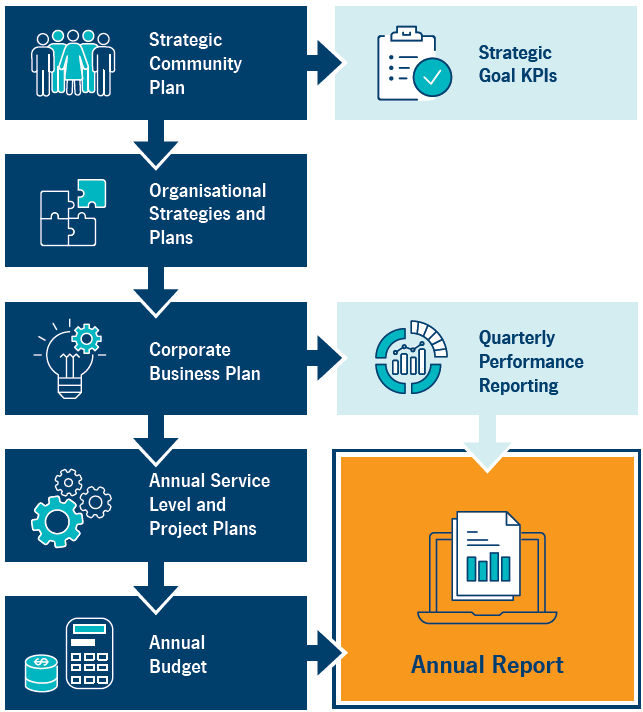 Strategic
Community
Plan
Strategic
Goal KPIs
Organisational
Strategies and
Plans
Corporate
Business Plan
Quarterly
Performance
Reporting
Annual Service
Level and
Project Plans
Annual
Budget
$
Annual Report